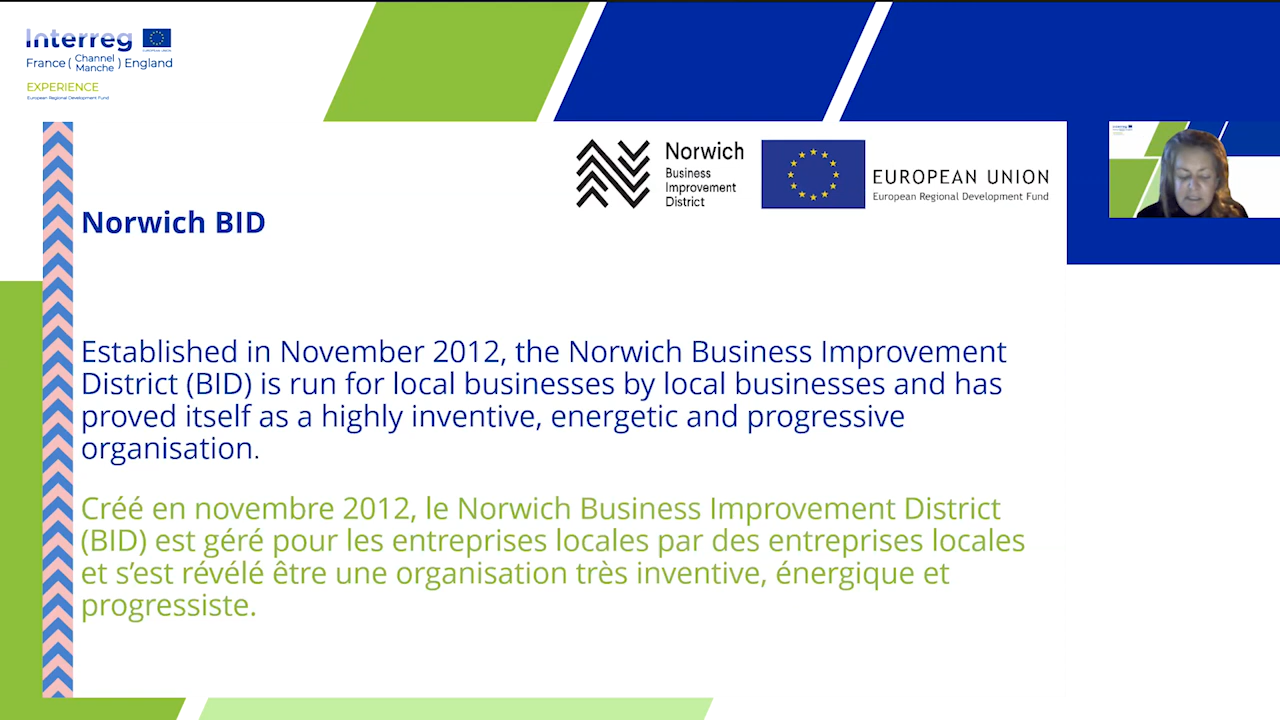 Interreg
EUROPEAN UNION
France ( Channel Manche ) England
EXPERIENCE
European Regional Development Fund
Norwich
Business
Improvement
District
EUROPEAN UNION
European Regional Development Fund
Norwich BID
Established in November 2012, the Norwich Business Improvement
District (BID) is run for local businesses by local businesses and has
proved itself as a highly inventive, energetic and progressive
organisation.
Créé en novembre 2012, le Norwich Business Improvement District
(BID) est géré pour les entreprises locales par des entreprises locales
et s’est révélé être une organisation très inventive, énergique et
progressiste.